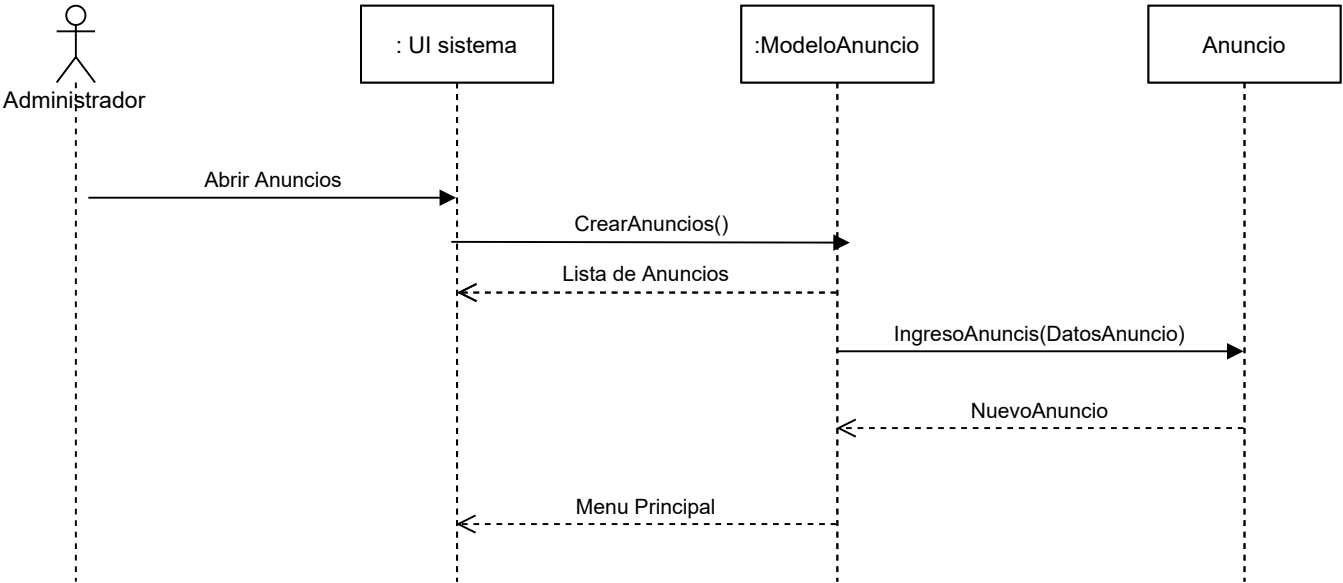 : UI sistema
:ModeloAnuncio
Anuncio
Administrador
Abrir Anuncios
CrearAnuncios()
Lista de Anuncios
IngresoAnuncis(DatosAnuncio)
NuevoAnuncio
Menu Principal